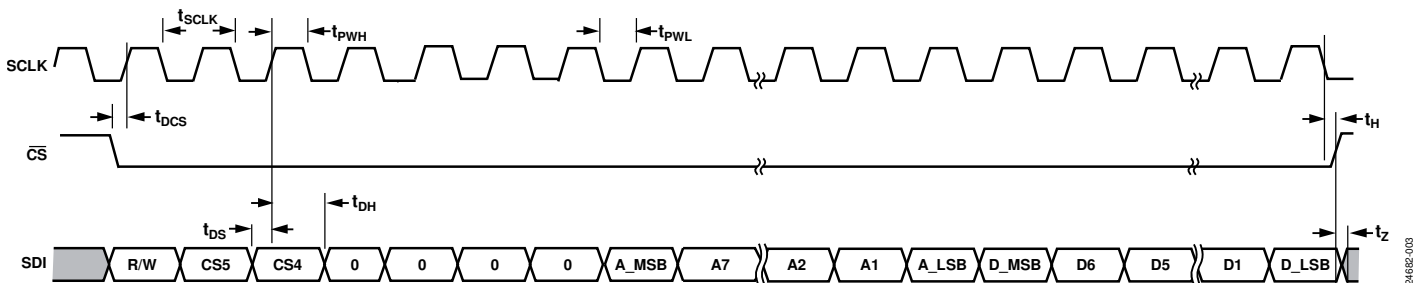 tSCLK
tPWH
tPWL
SCLK
tDCS
tH
CS
tDS
tDH
tZ
SDI R/W CS5 CS4 0 0 0 0 A_MSB A7 A2 A1 A_LSB D_MSB D6 D5 D1 D_LSB
24682-003